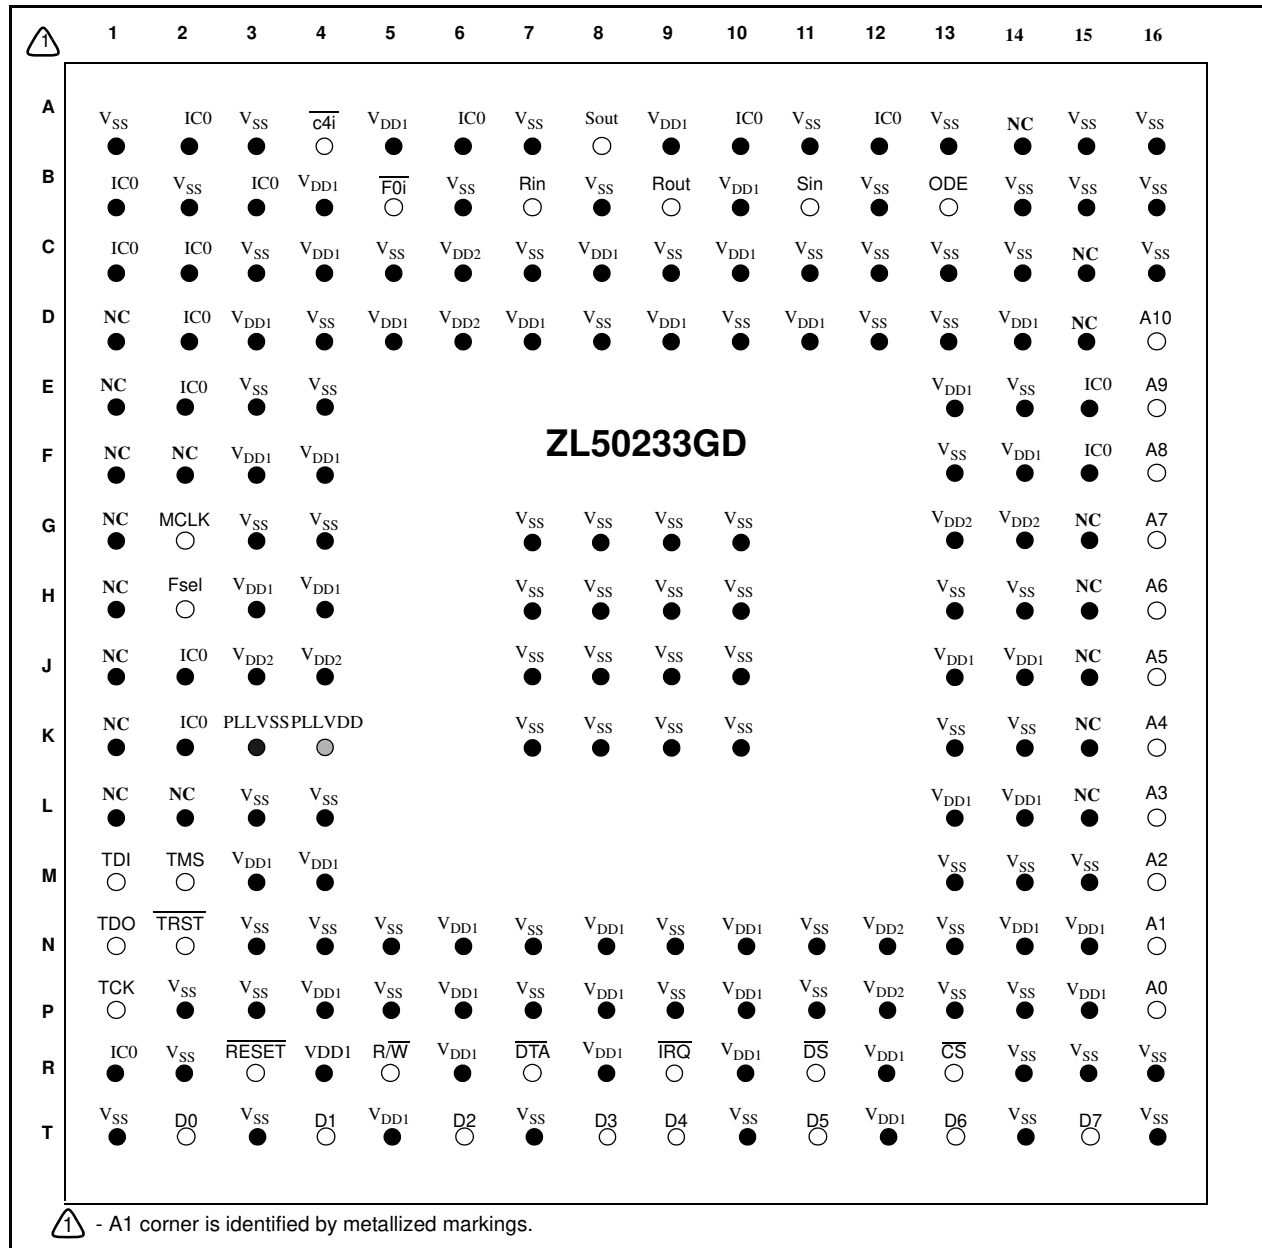 1 1 2 3 4 5 6 7 8 9 10 11 12 13 14 15 16
A VSS IC0 VSS c4i VDD1 IC0 VSS Sout VDD1 IC0 VSS IC0 VSS NC VSS VSS
B IC0 VSS IC0 VDD1 F0i VSS Rin VSS Rout VDD1 Sin VSS ODE VSS VSS VSS
C IC0 IC0 VSS VDD1 VSS VDD2 VSS VDD1 VSS VDD1 VSS VSS VSS VSS NC VSS
D NC IC0 VDD1 VSS VDD1 VDD2 VDD1 VSS VDD1 VSS VDD1 VSS VSS VDD1 NC A10
E NC IC0 VSS VSS VDD1 VSS IC0 A9
ZL50233GD
F NC NC VDD1 VDD1 VSS VDD1 IC0 A8
G NC MCLK VSS VSS VSS VSS VSS VSS VDD2 VDD2 NC A7
H NC Fsel VDD1 VDD1 VSS VSS VSS VSS VSS VSS NC A6
J NC IC0 VDD2 VDD2 VSS VSS VSS VSS VDD1 VDD1 NC A5
K NC IC0 PLLVSS PLLVDD VSS VSS VSS VSS VSS VSS NC A4
L NC NC VSS VSS VDD1 VDD1 NC A3
M TDI TMS VDD1 VDD1 VSS VSS VSS A2
N TDO TRST VSS VSS VSS VDD1 VSS VDD1 VSS VDD1 VSS VDD2 VSS VDD1 VDD1 A1
P TCK VSS VSS VDD1 VSS VDD1 VSS VDD1 VSS VDD1 VSS VDD2 VSS VSS VDD1 A0
R IC0 VSS RESET VDD1 R/W VDD1 DTA VDD1 IRQ VDD1 DS VDD1 CS VSS VSS VSS
T VSS D0 VSS D1 VDD1 D2 VSS D3 D4 VSS D5 VDD1 D6 VSS D7 VSS
1 - A1 corner is identified by metallized markings.